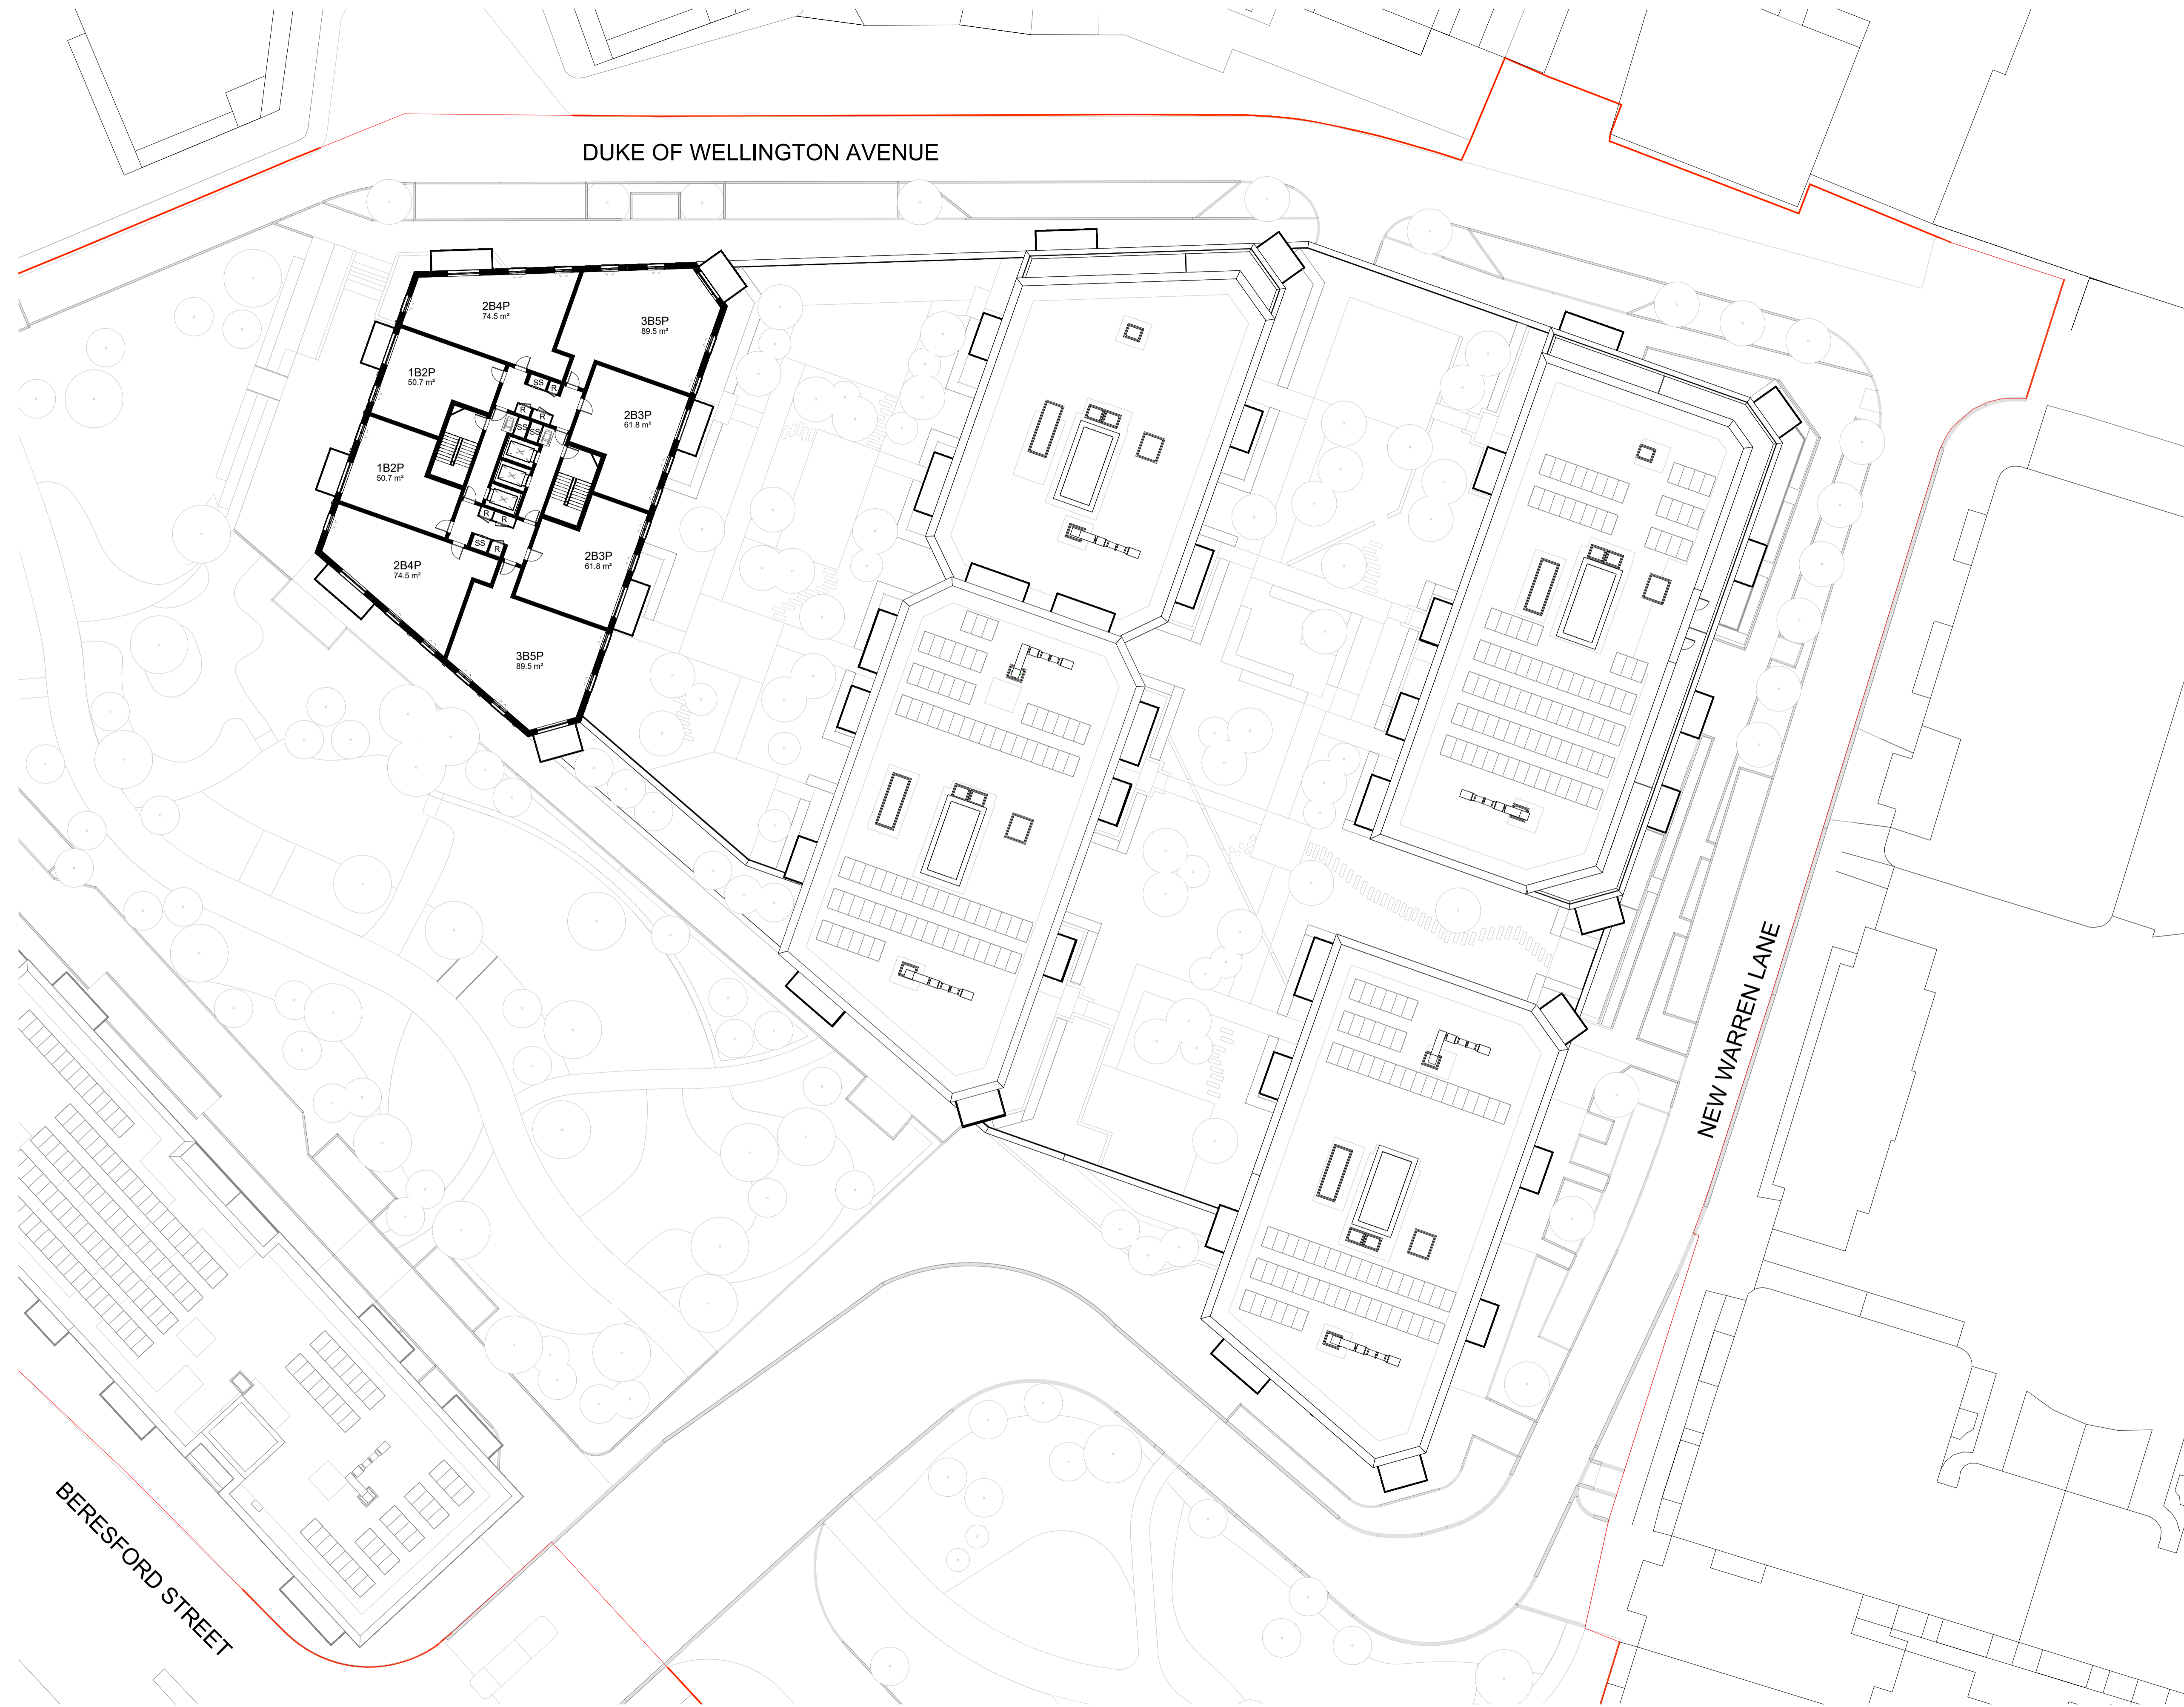 DUKE OF WELLINGTON AVENUE
2B4P
74.5 m²
3B5P
89.5 m²
1B2P
50.7 m²
SS
R
2B3P
61.8 m²
R
R
SS
SS
1B2P
50.7 m²
R
R
SS
R
2B4P
74.5 m²
2B3P
61.8 m²
3B5P
89.5 m²
NEW WARREN LANE
BERESFORD STREET